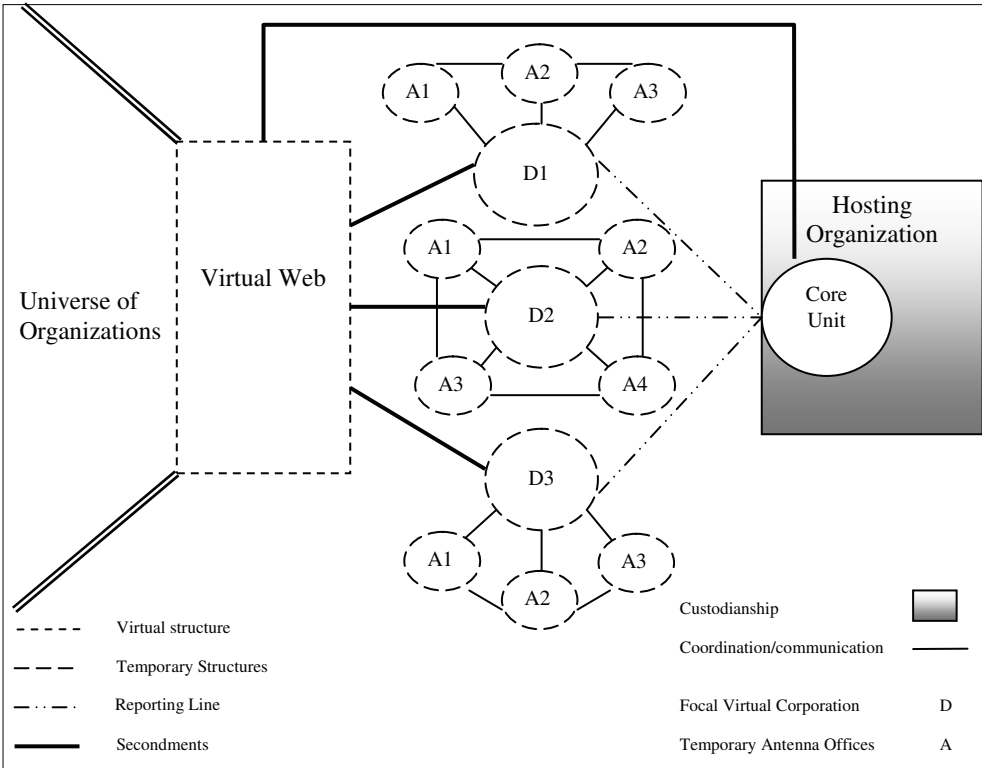 A1
A2
A3
D1
Hosting
Organization
Universe of
Organizations
Virtual Web
A1
A2
D2
A3
A4
Core
Unit
D3
A1
A2
A3
Virtual structure
Temporary Structures
Reporting Line
Secondments
Custodianship
Coordination/communication
Focal Virtual Corporation D
Temporary Antenna Offices A